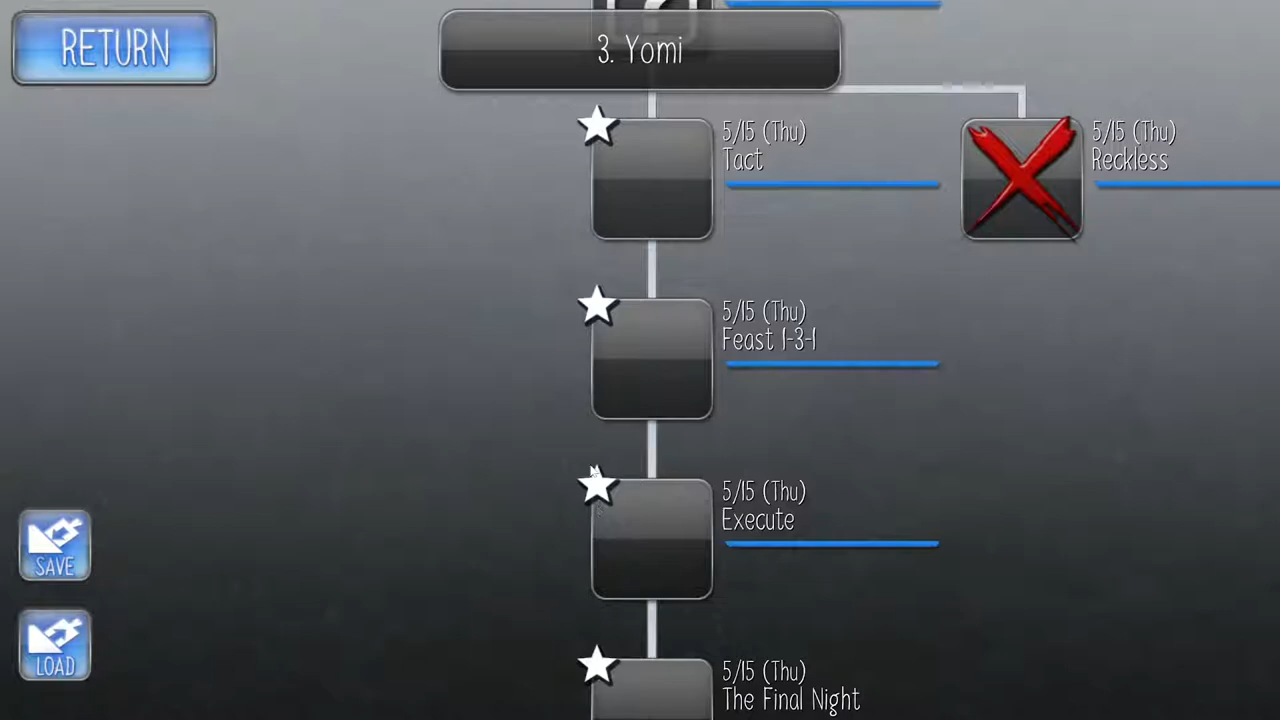 RETURN
3. Yomi
5/15 (Thu)
Tact
5/15 (Thu)
Reckless
5/15 (Thu)
Feast 1-3-1
5/15 (Thu)
Execute
SAVE
LOAD
5/15 (Thu)
The Final Night